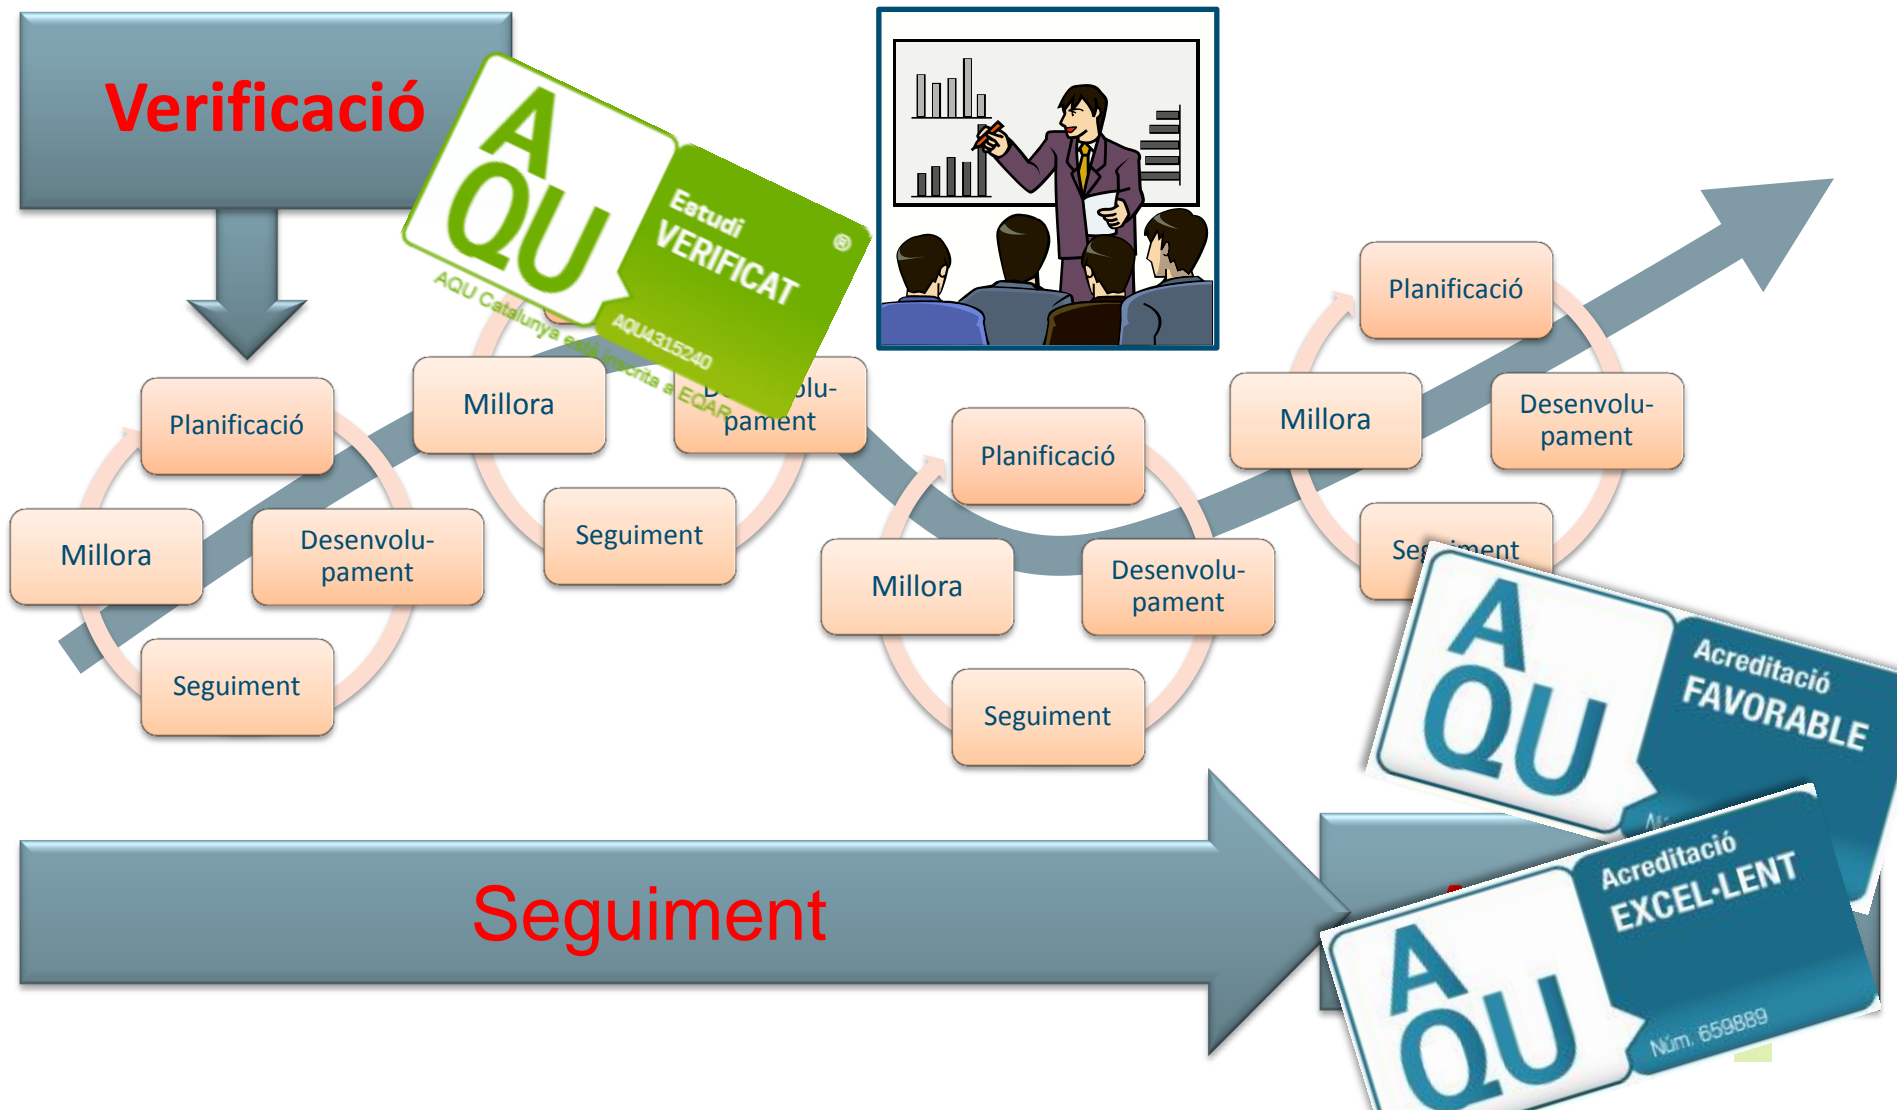 Verificació
A
QU
Estudi
VERIFICAT
®
AQU4315240
AQU Catalunya està inscrita a EQAR
Planificació
Millora
Desenvolu-
pament
Seguiment
Millora
pament
Seguiment
Planificació
Millora
Desenvolu-
pament
Seguiment
Planificació
Millora
Desenvolu-
pament
Seguiment
A
QU
Acreditació
FAVORABLE
Seguiment
A
QU
Acreditació
EXCEL·LENT
Núm. 659889